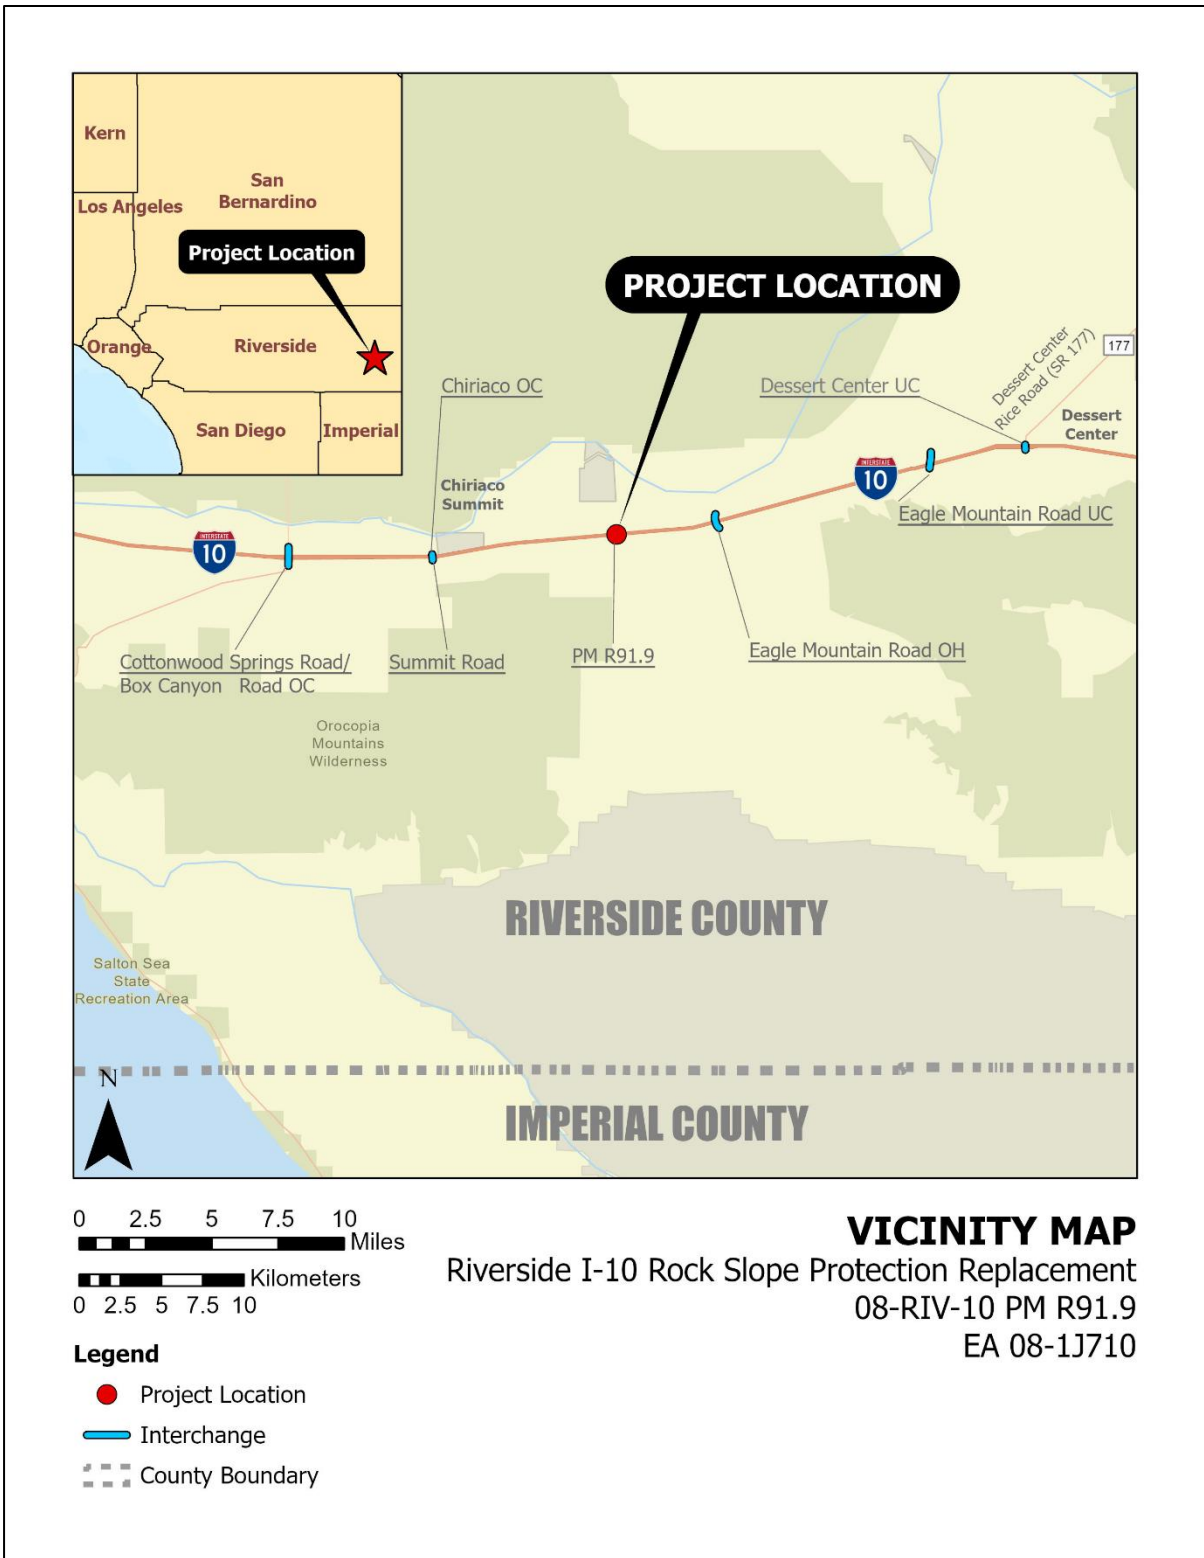 Kern
San
Bernardino
Los Angeles
Project Location
Orange
Riverside
San Diego
Imperial
PROJECT LOCATION
Chiriaco OC
Dessert Center UC
Dessert Center
Rice Road (SR 177)
177
Dessert
Center
Chiriaco
Summit
INTERSTATE
10
Eagle Mountain Road UC
INTERSTATE
10
Cottonwood Springs Road/
Box Canyon Road OC
Summit Road
PM R91.9
Eagle Mountain Road OH
Orocopia
Mountains
Wilderness
RIVERSIDE COUNTY
Salton Sea
State
Recreation Area
N
IMPERIAL COUNTY
0 2.5 5 7.5 10
Miles
Kilometers
0 2.5 5 7.5 10
VICINITY MAP
Riverside I-10 Rock Slope Protection Replacement
08-RIV-10 PM R91.9
EA 08-1J710
Legend
Project Location
Interchange
County Boundary